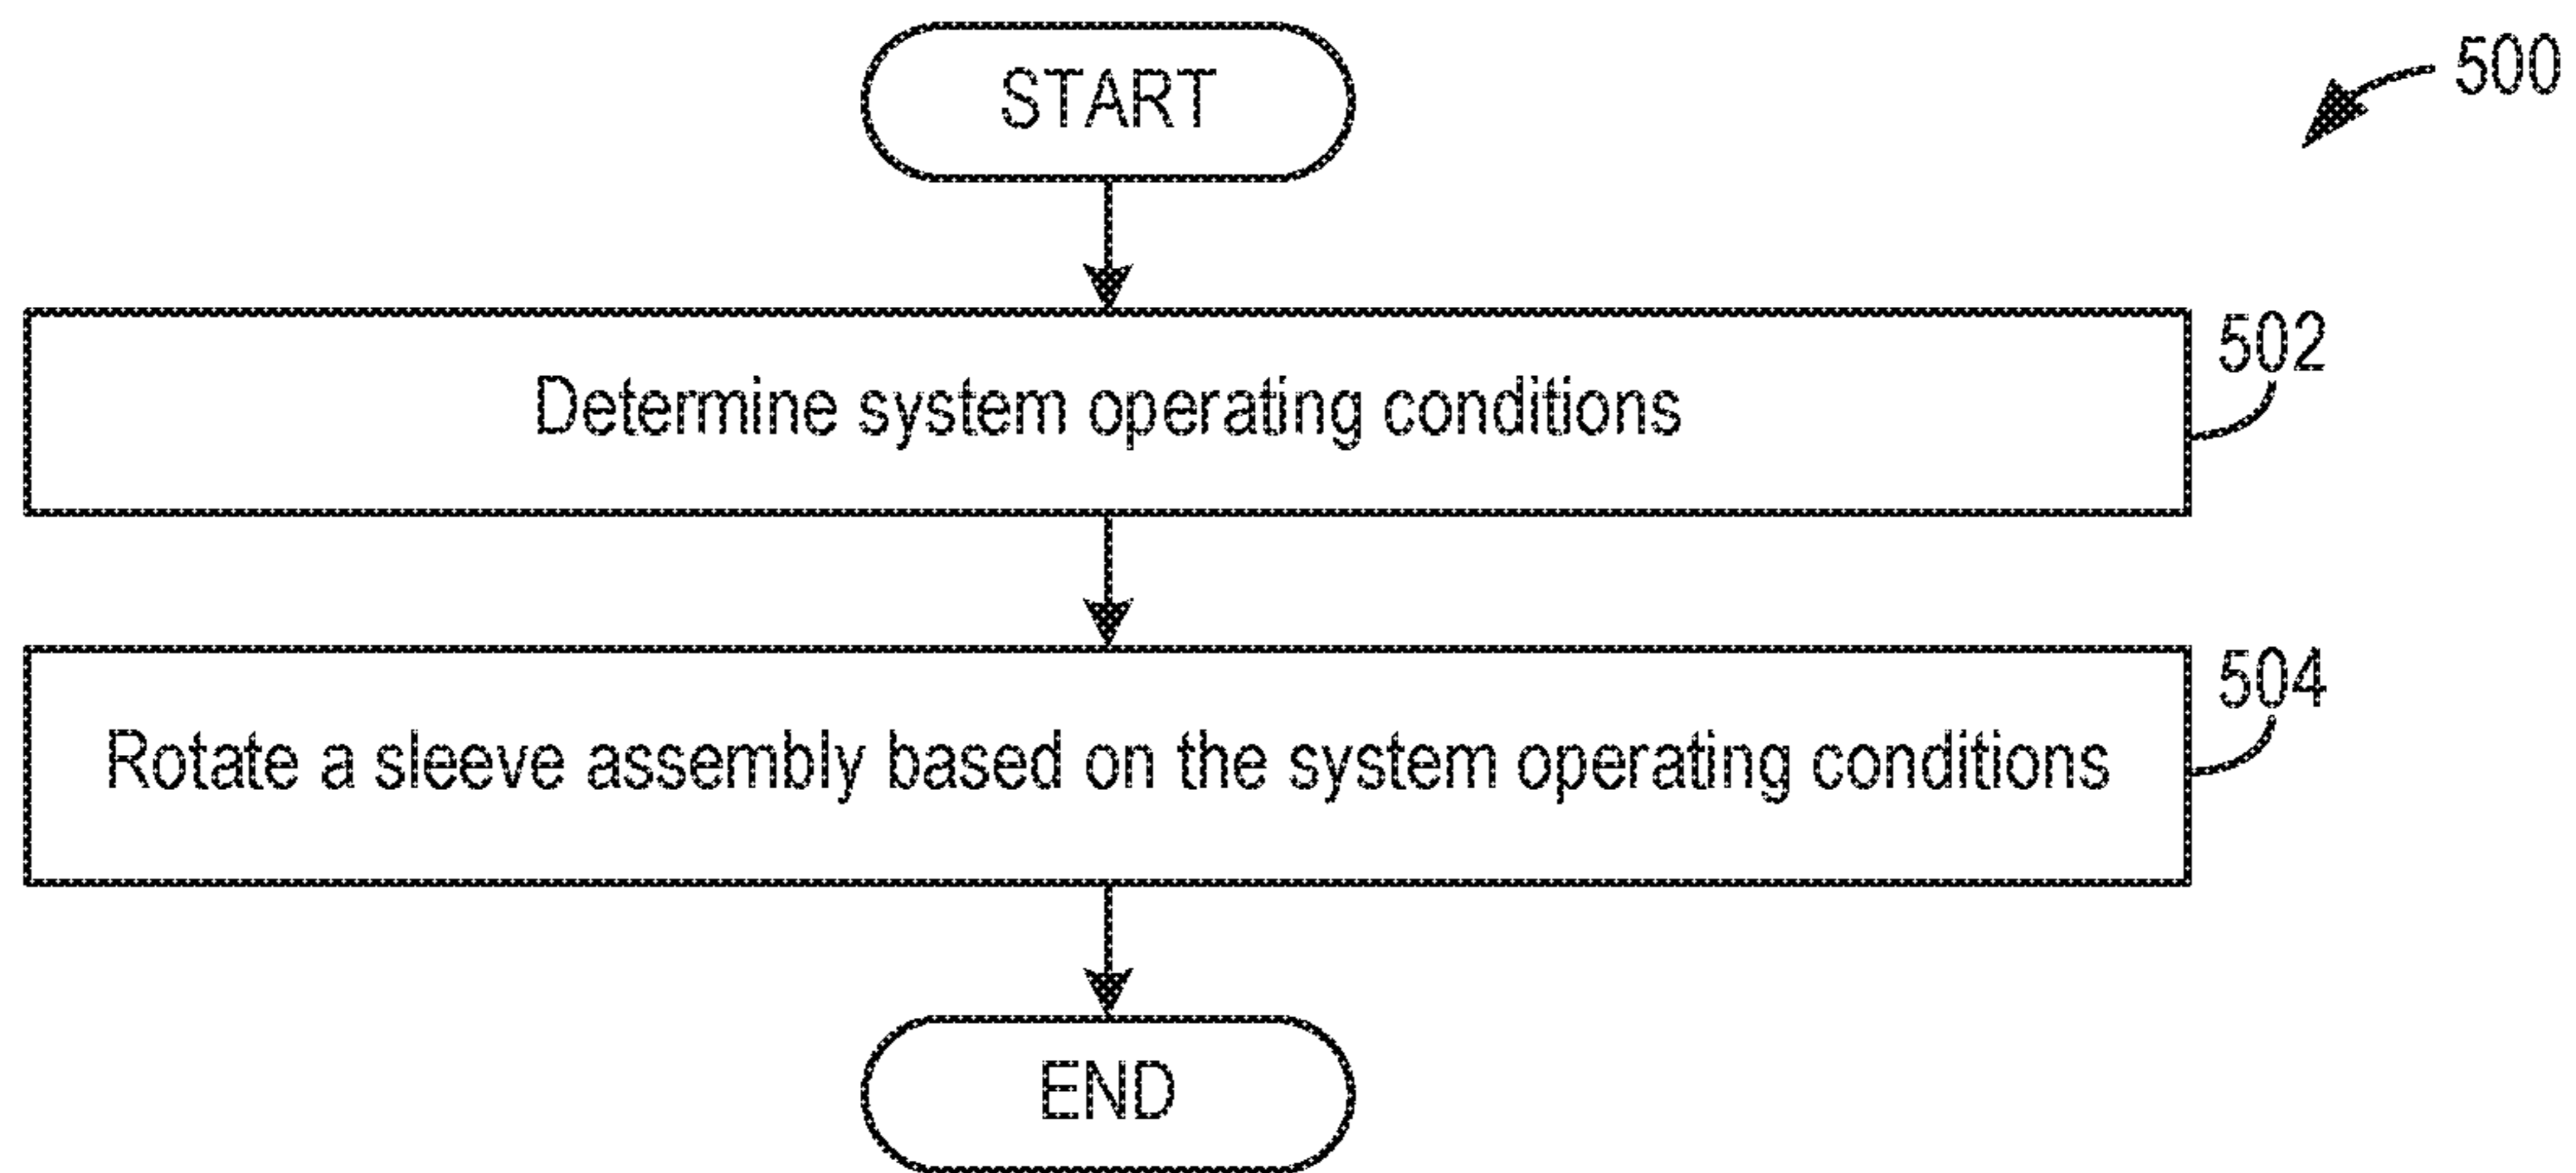 START
500
Determine system operating conditions
502
Rotate a sleeve assembly based on the system operating conditions
504
END